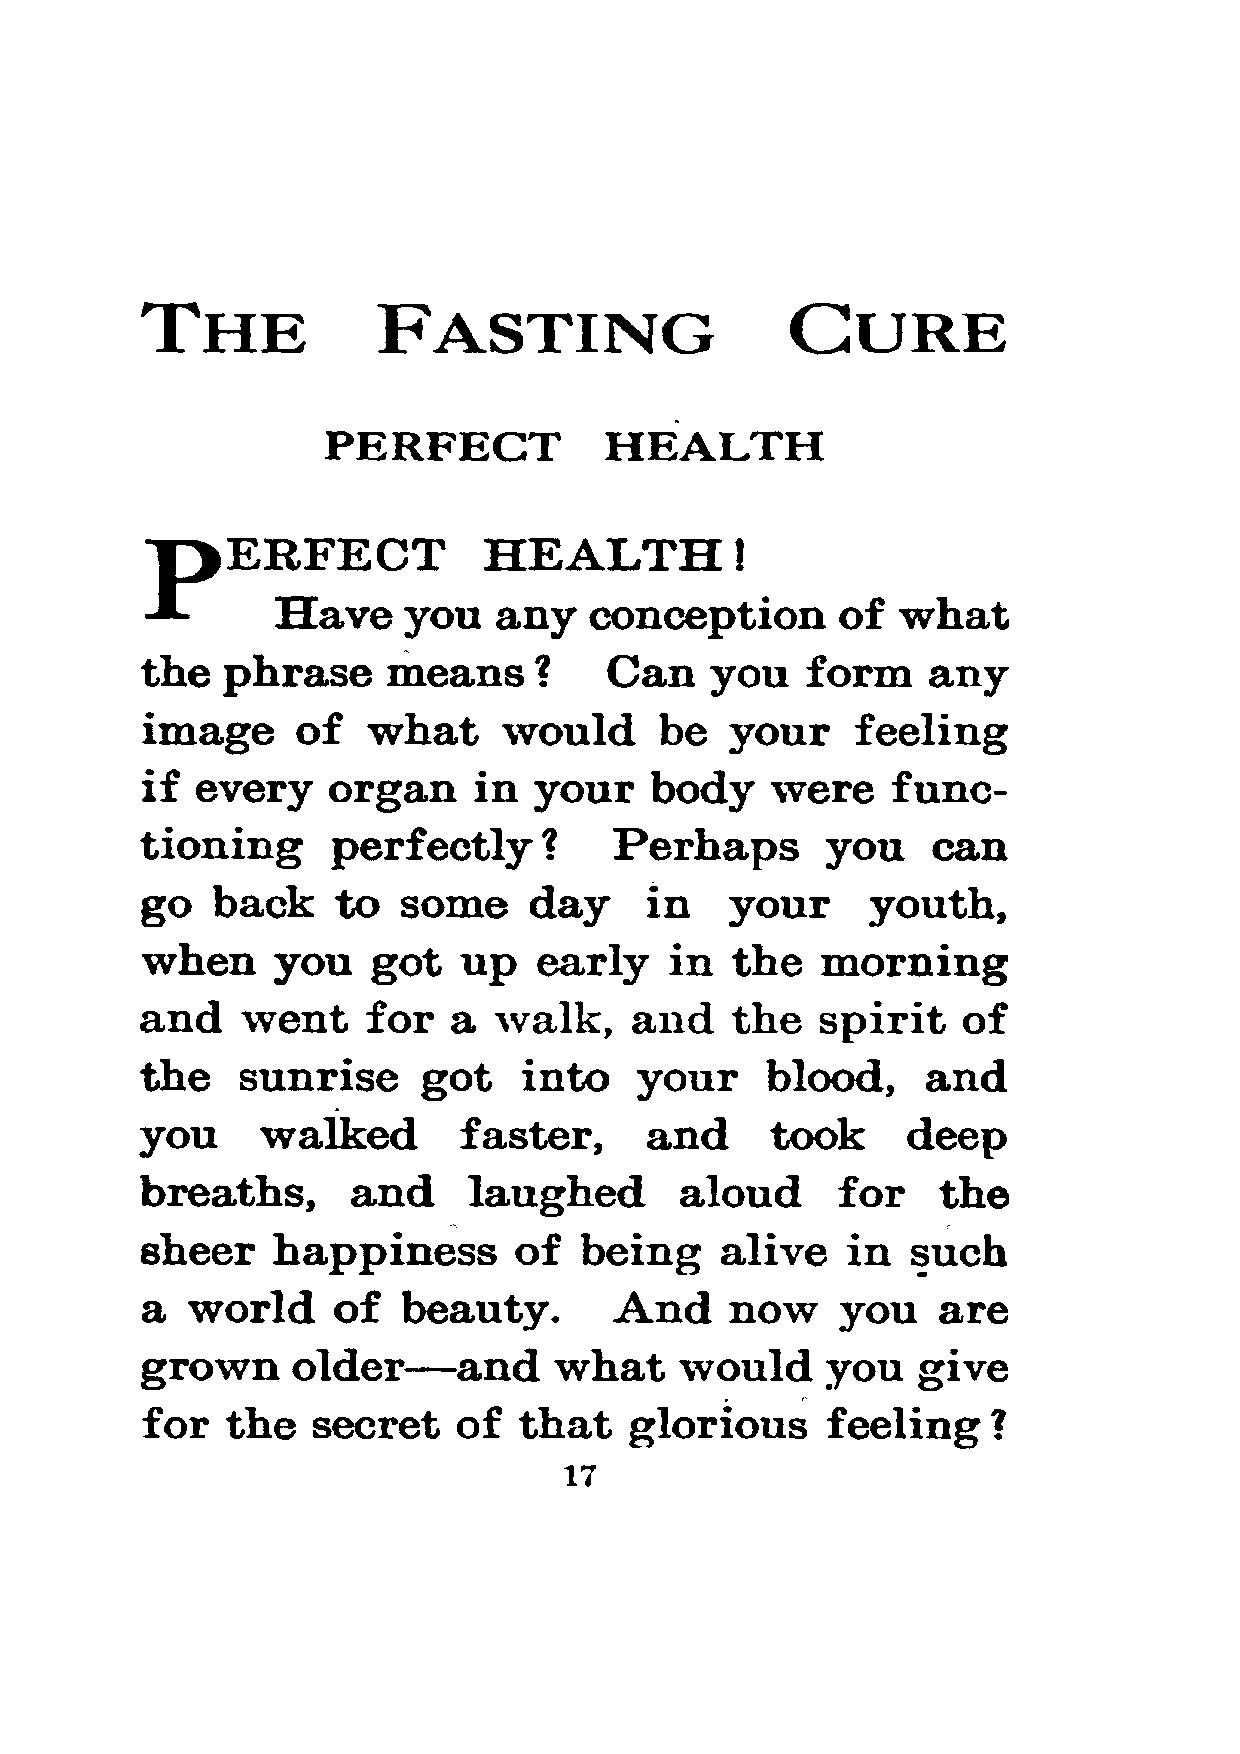 THE FASTING CURE
PERFECT HEALTH
PERFECT HEALTH!
Have you any conception of what
the phrase means? Can you form any
image of what would be your feeling
if every organ in your body were func-
tioning perfectly? Perhaps you can
go back to some day in your youth,
when you got up early in the morning
and went for a walk, and the spirit of
the sunrise got into your blood, and
you walked faster, and took deep
breaths, and laughed aloud for the
sheer happiness of being alive in such
a world of beauty. And now you are
grown older—and what would you give
for the secret of that glorious feeling?
17